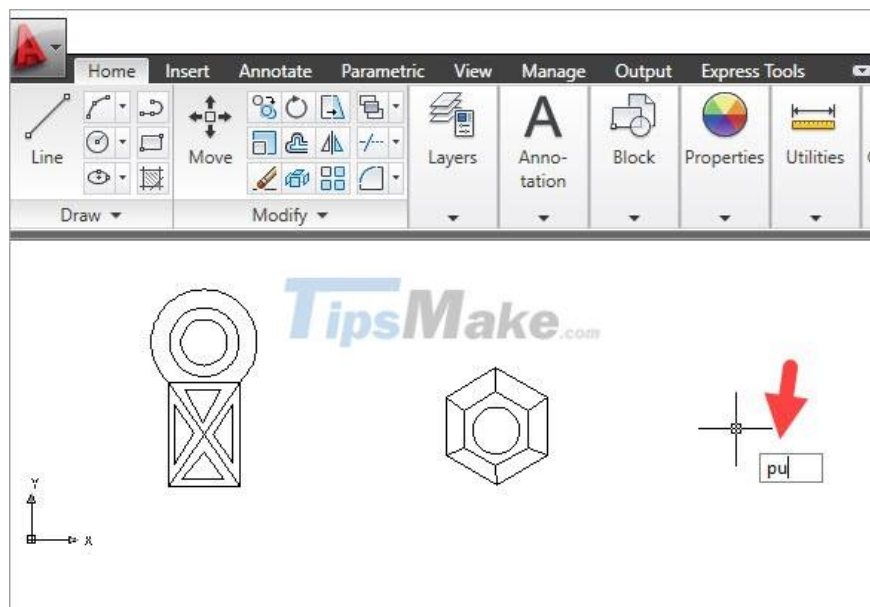 Home Insert Annotate Parametric View Manage Output Express Tools
Line
Move
Layers
Anno-
tation
Block
Properties
Utilities
Draw
Modify
TipsMake.com
pu
Y
X